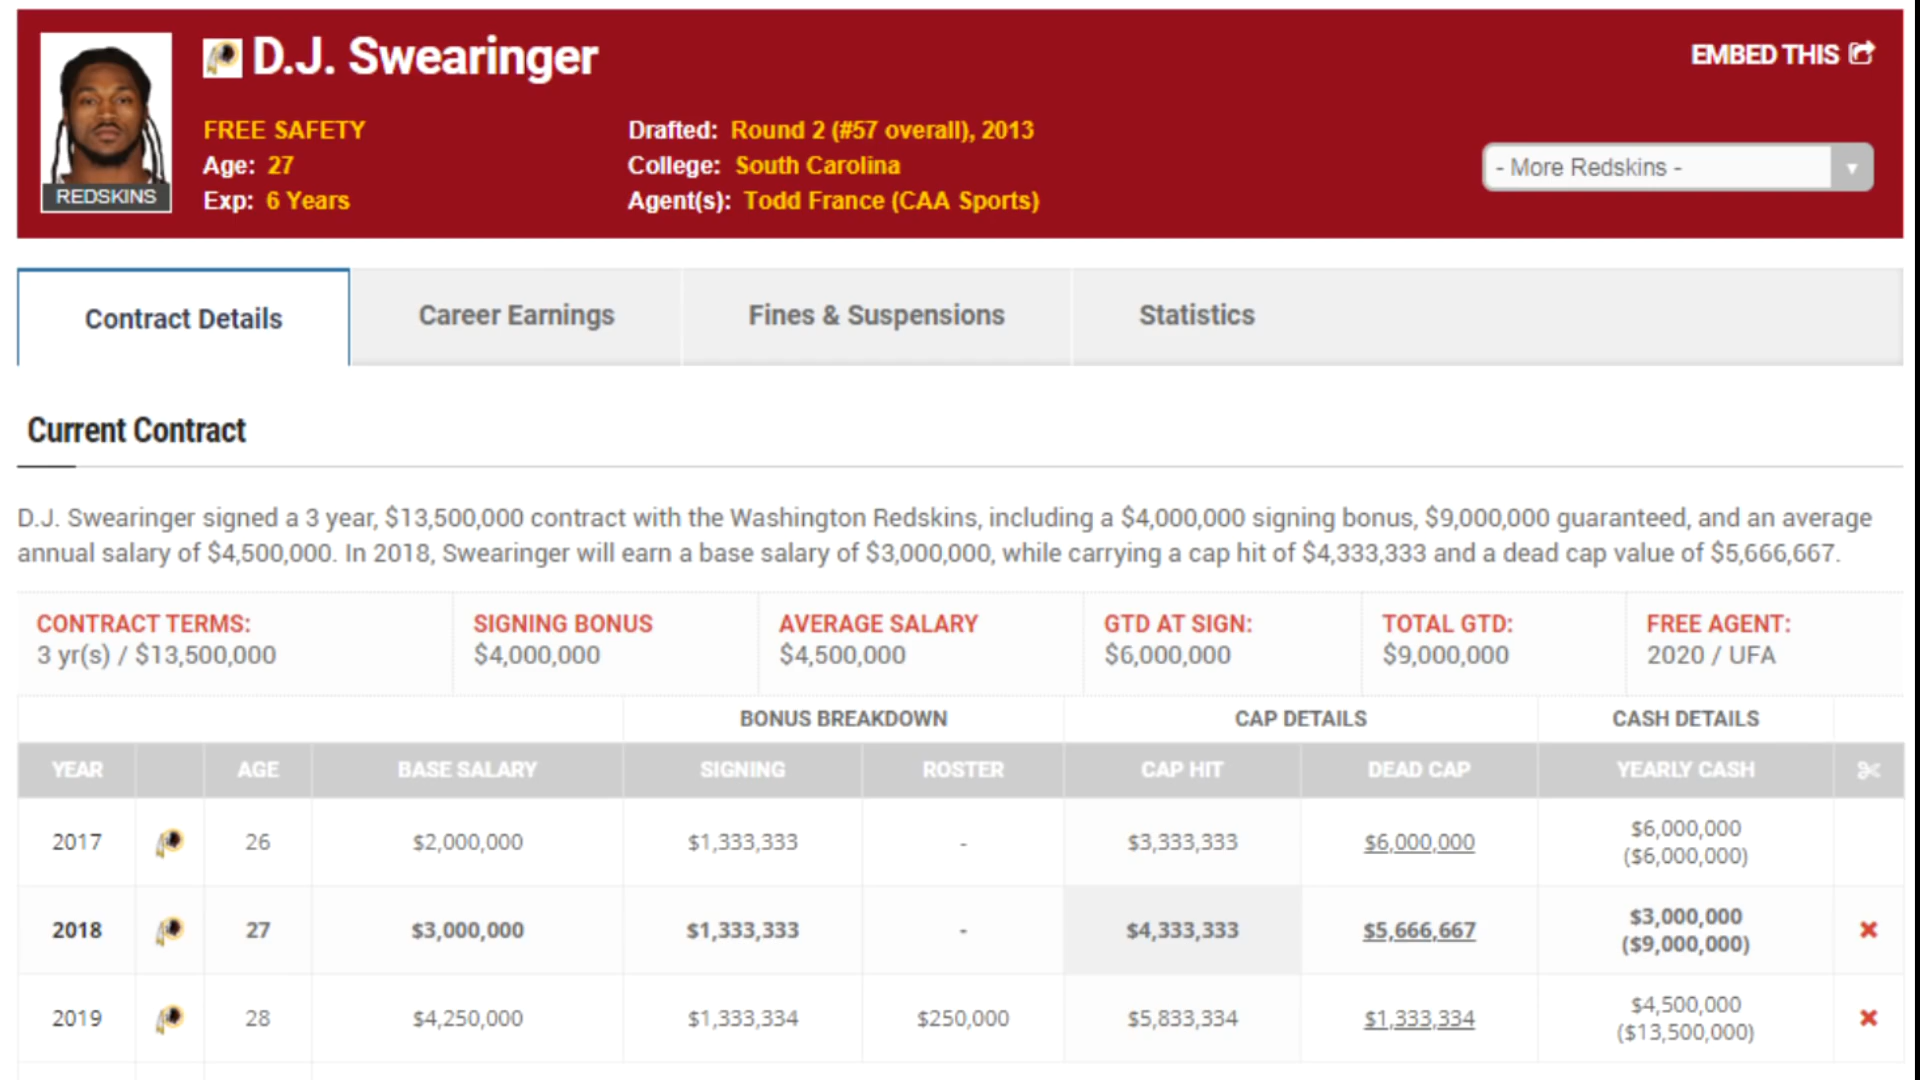 D.J. Swearinger
EMBED THIS
FREE SAFETY
Age: 27
Exp: 6 Years
Drafted: Round 2 (#57 overall), 2013
College: South Carolina
Agent(s): Todd France (CAA Sports)
- More Redskins -
REDSKINS
Contract Details
Career Earnings
Fines & Suspensions
Statistics
Current Contract
D.J. Swearinger signed a 3 year, $13,500,000 contract with the Washington Redskins, including a $4,000,000 signing bonus, $9,000,000 guaranteed, and an average
annual salary of $4,500,000. In 2018, Swearinger will earn a base salary of $3,000,000, while carrying a cap hit of $4,333,333 and a dead cap value of $5,666,667.
CONTRACT TERMS: SIGNING BONUS AVERAGE SALARY GTD AT SIGN: TOTAL GTD: FREE AGENT:
3 yr(s) / $13,500,000 $4,000,000 $4,500,000 $6,000,000 $9,000,000 2020 / UFA
BONUS BREAKDOWN CAP DETAILS CASH DETAILS
YEAR AGE BASE SALARY SIGNING ROSTER CAP HIT DEAD CAP YEARLY CASH
2017 26 $2,000,000 $1,333,333 - $3,333,333 $6,000,000 $6,000,000
($6,000,000)
2018 27 $3,000,000 $1,333,333 - $4,333,333 $5,666,667 $3,000,000
($9,000,000)
2019 28 $4,250,000 $1,333,334 $250,000 $5,833,334 $1,333,334 $4,500,000
($13,500,000)